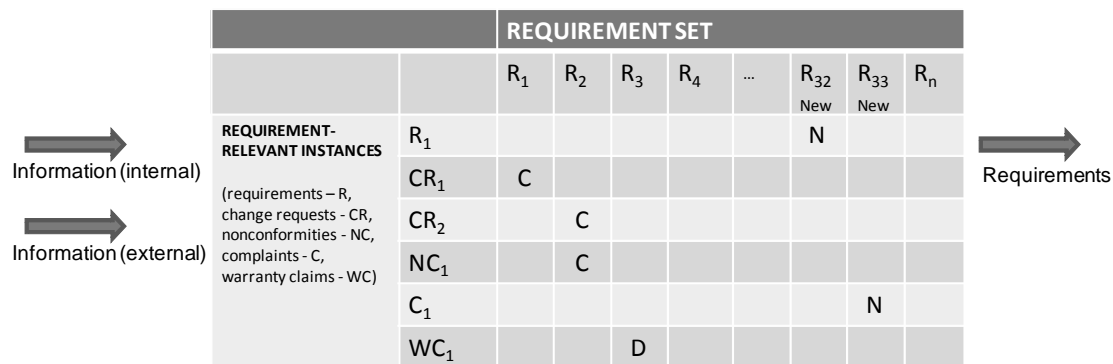 REQUIREMENT SET
R1 R2 R3 R4 ... R32 R33 Rn
New New
REQUIREMENT-
RELEVANT INSTANCES
(requirements – R,
change requests - CR,
nonconformities - NC,
complaints - C,
warranty claims - WC)
R1 N
CR1 C
CR2 C
NC1 C
C1 N
WC1 D
Information (internal)
Information (external)
Requirements